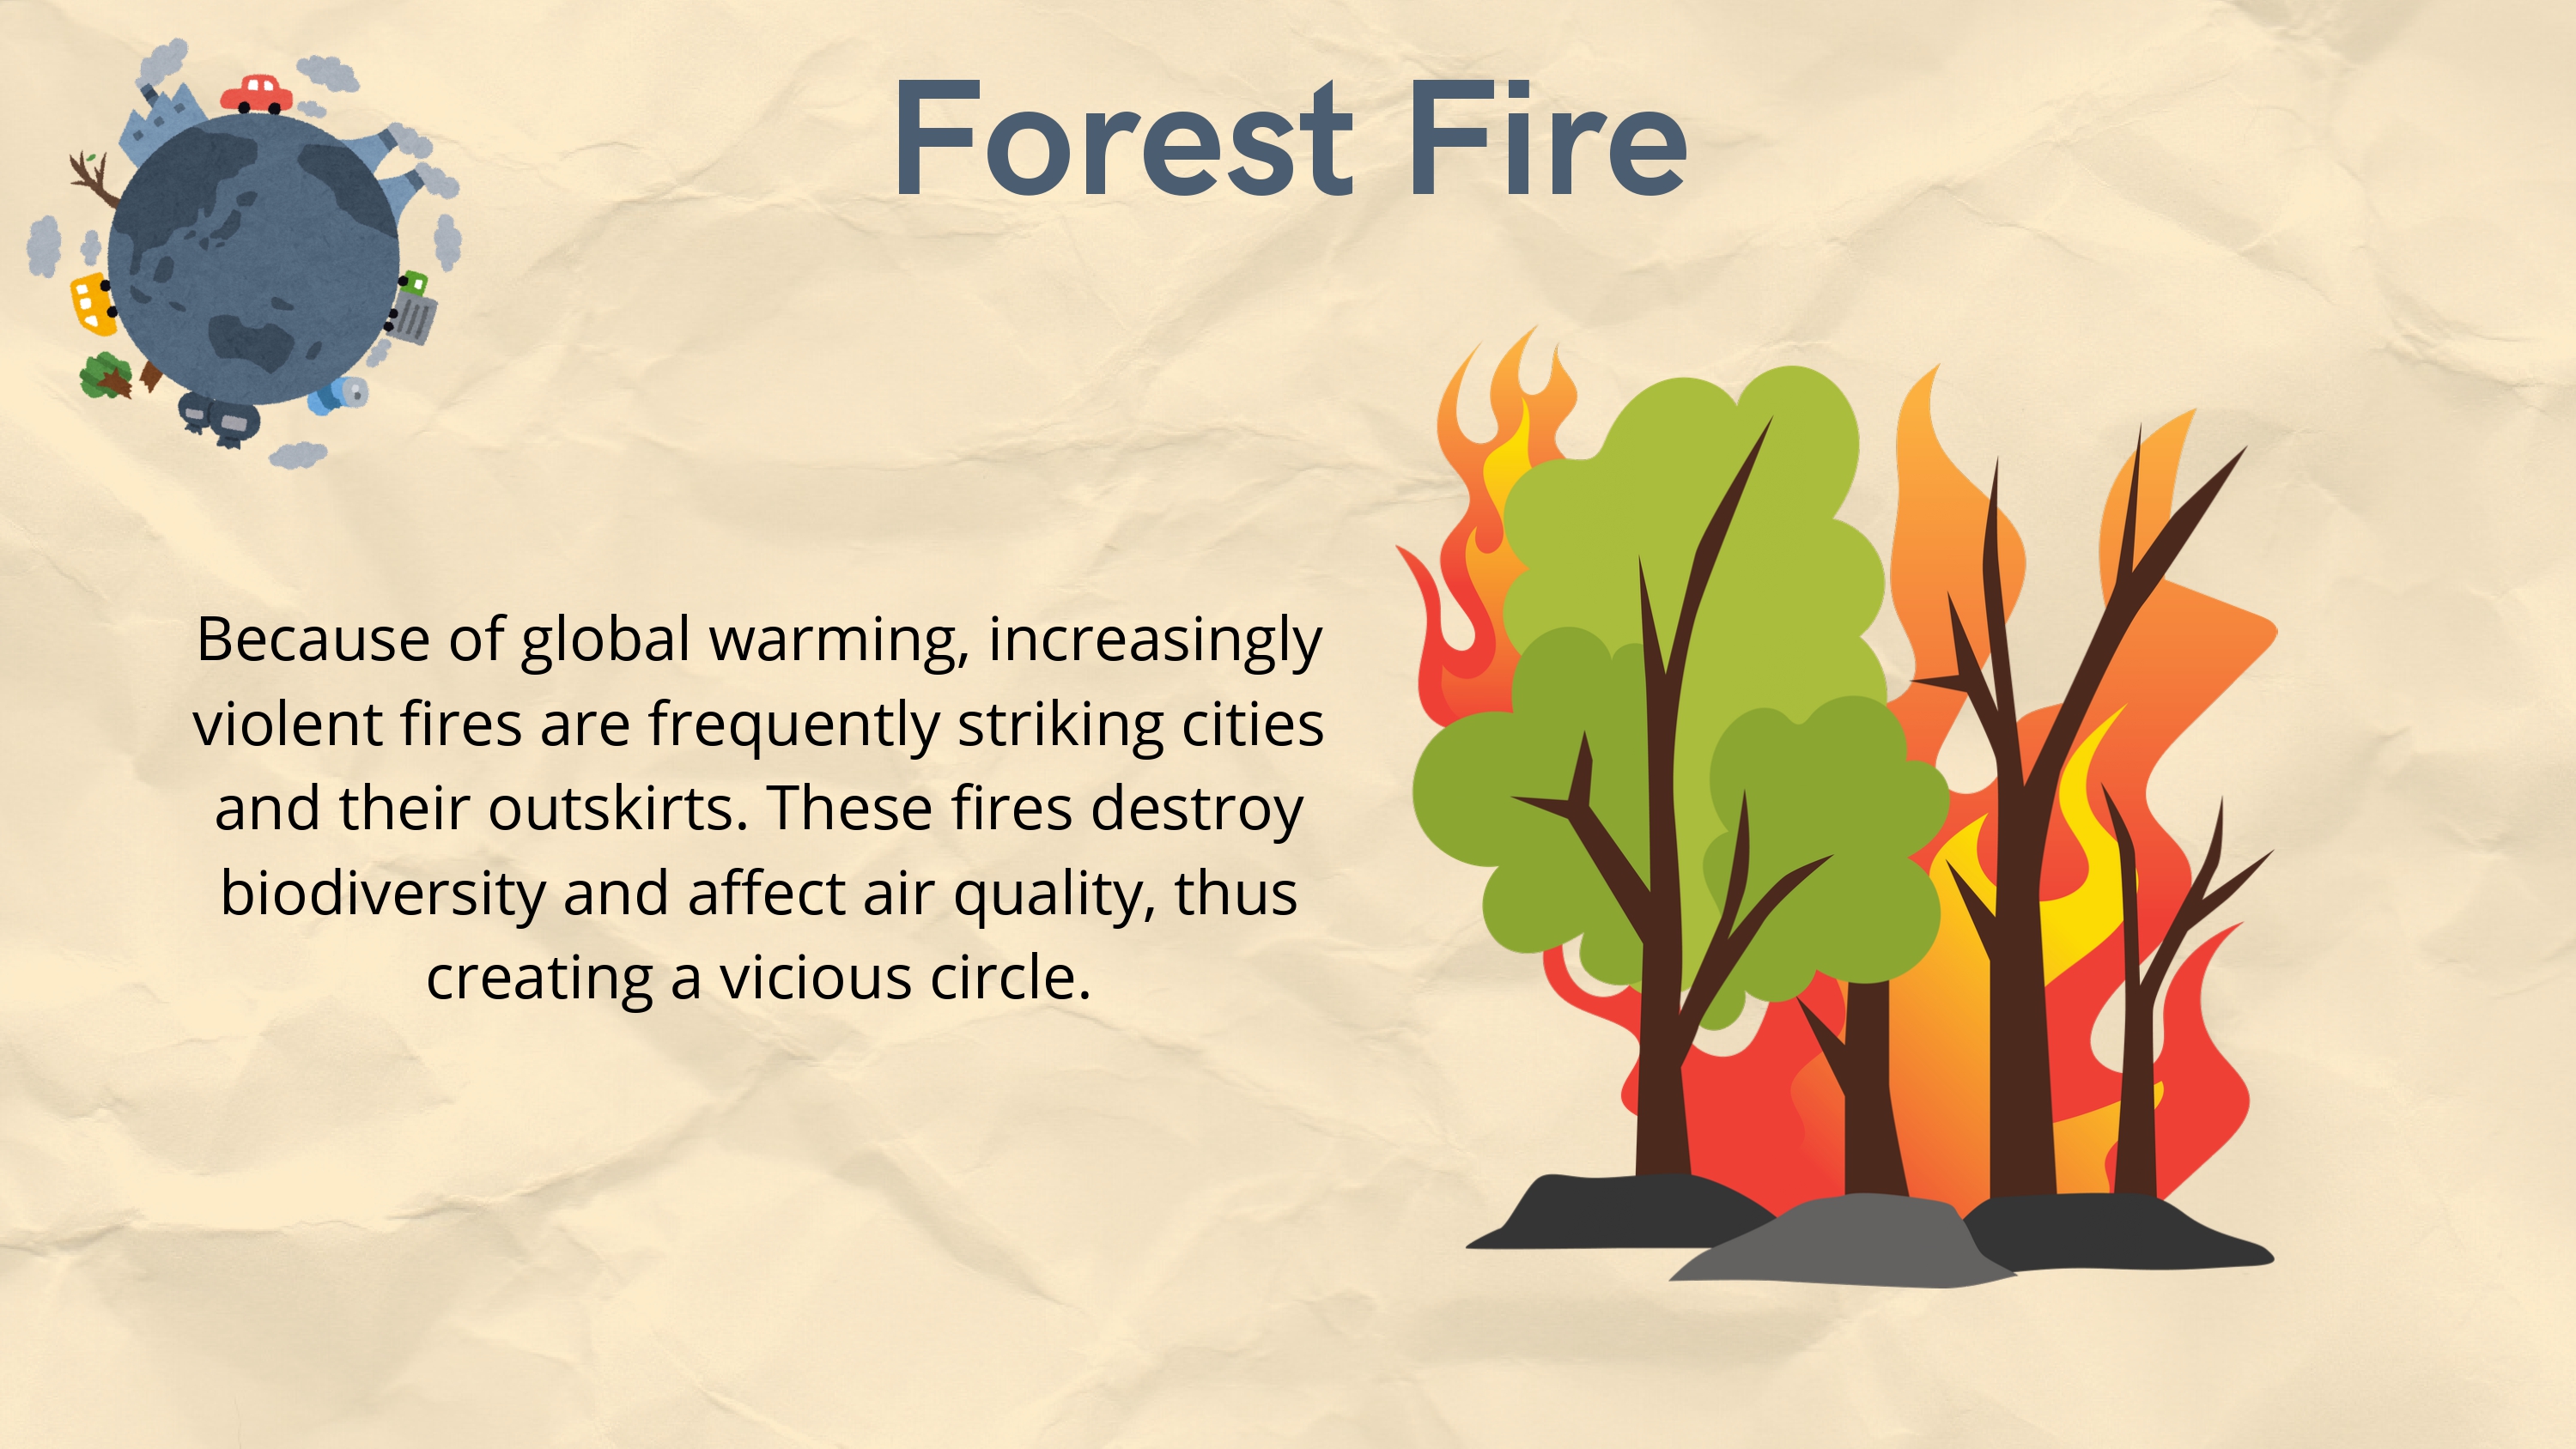 Forest Fire
Because of global warming, increasingly
violent fires are frequently striking cities
and their outskirts. These fires destroy
biodiversity and affect air quality, thus
creating a vicious circle.